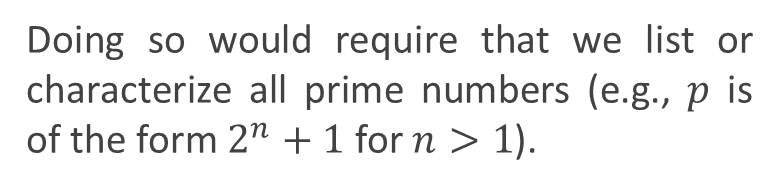 Doing so would require that we list or
characterize all prime numbers (e.g., p is
of the form 2ⁿ + 1 for n > 1).